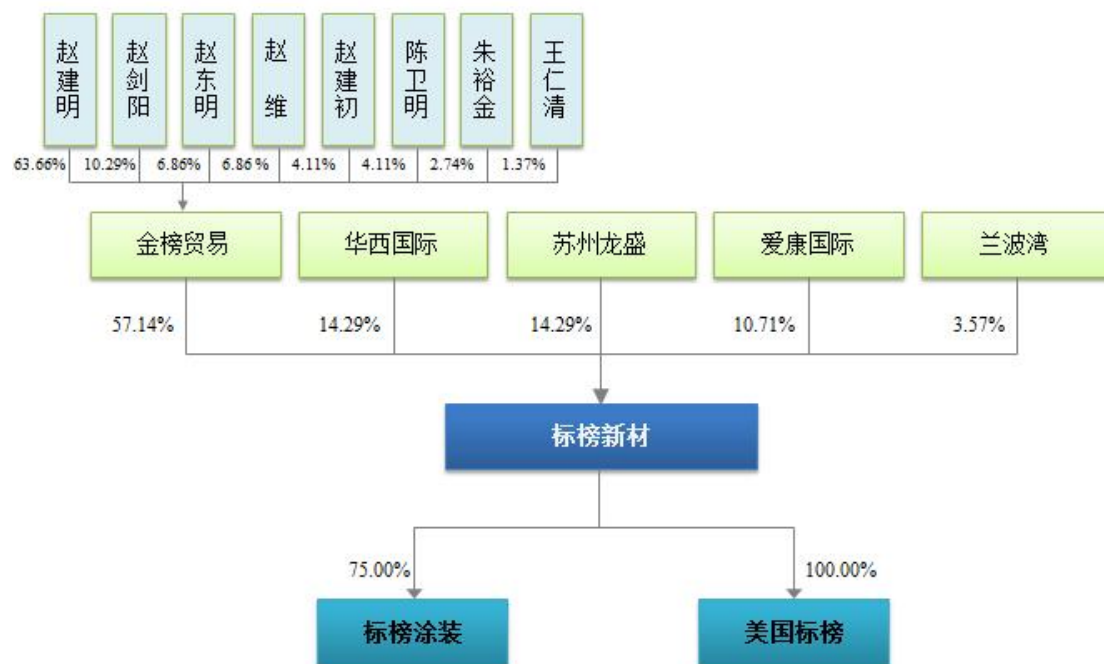 赵建明
赵剑阳
赵东明
赵 维
赵建初
陈卫明
朱裕金
王仁清
63.66% 10.29% 6.86% 6.86% 4.11% 4.11% 2.74% 1.37%
金榜贸易 华西国际 苏州龙盛 爱康国际 兰波湾
57.14% 14.29% 14.29% 10.71% 3.57%
标榜新材
75.00% 100.00%
标榜涂装 美国标榜